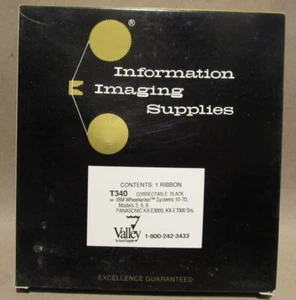 ®
Information
Imaging
Supplies
CONTENTS: 1 RIBBON
T340 CORRECTABLE BLACK
IBM Wheelwriter™ Systems 10-70,
Models 3, 5, 6
PANASONIC KX-E3000, KX-E7000 Srs.
Valley
1-800-242-3433
EXCELLENCE GUARANTEED